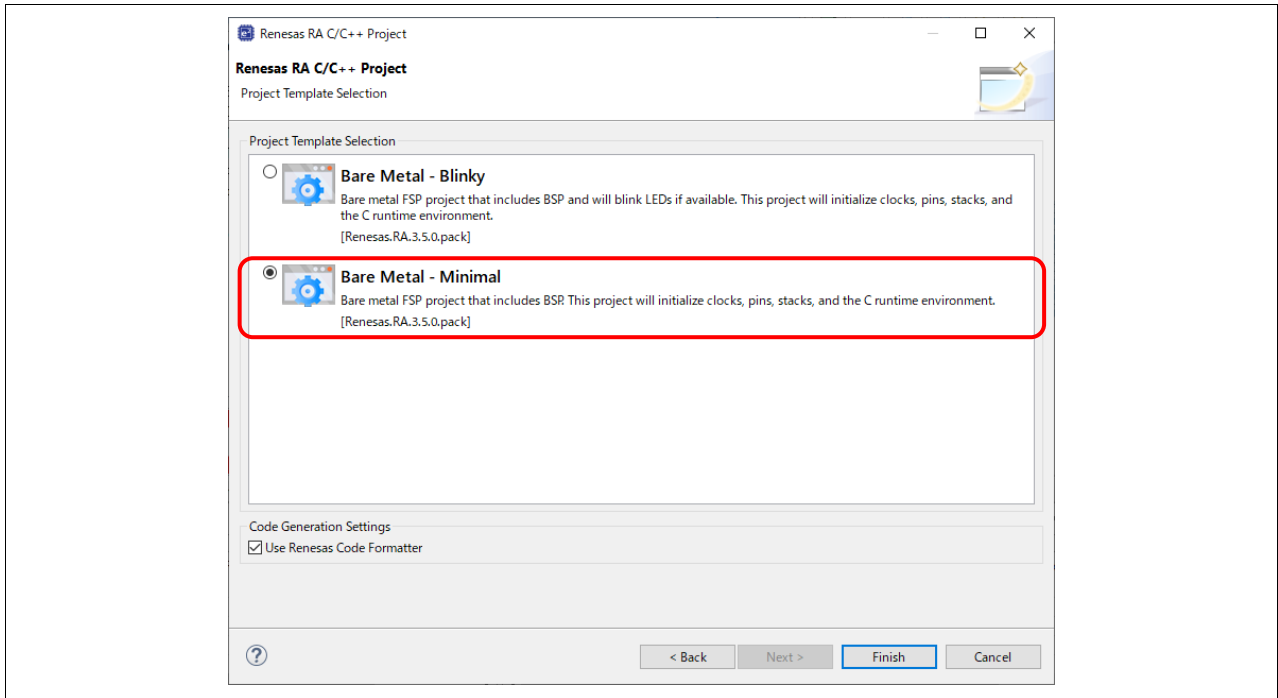 Renesas RA C/C++ Project
Renesas RA C/C++ Project
Project Template Selection
Project Template Selection
Bare Metal - Blinky
Bare metal FSP project that includes BSP and will blink LEDs if available. This project will initialize clocks, pins, stacks, and
the C runtime environment.
[Renesas.RA.3.5.0.pack]
Bare Metal - Minimal
Bare metal FSP project that includes BSP. This project will initialize clocks, pins, stacks, and the C runtime environment.
[Renesas.RA.3.5.0.pack]
Code Generation Settings
Use Renesas Code Formatter
? < Back Next > Finish Cancel